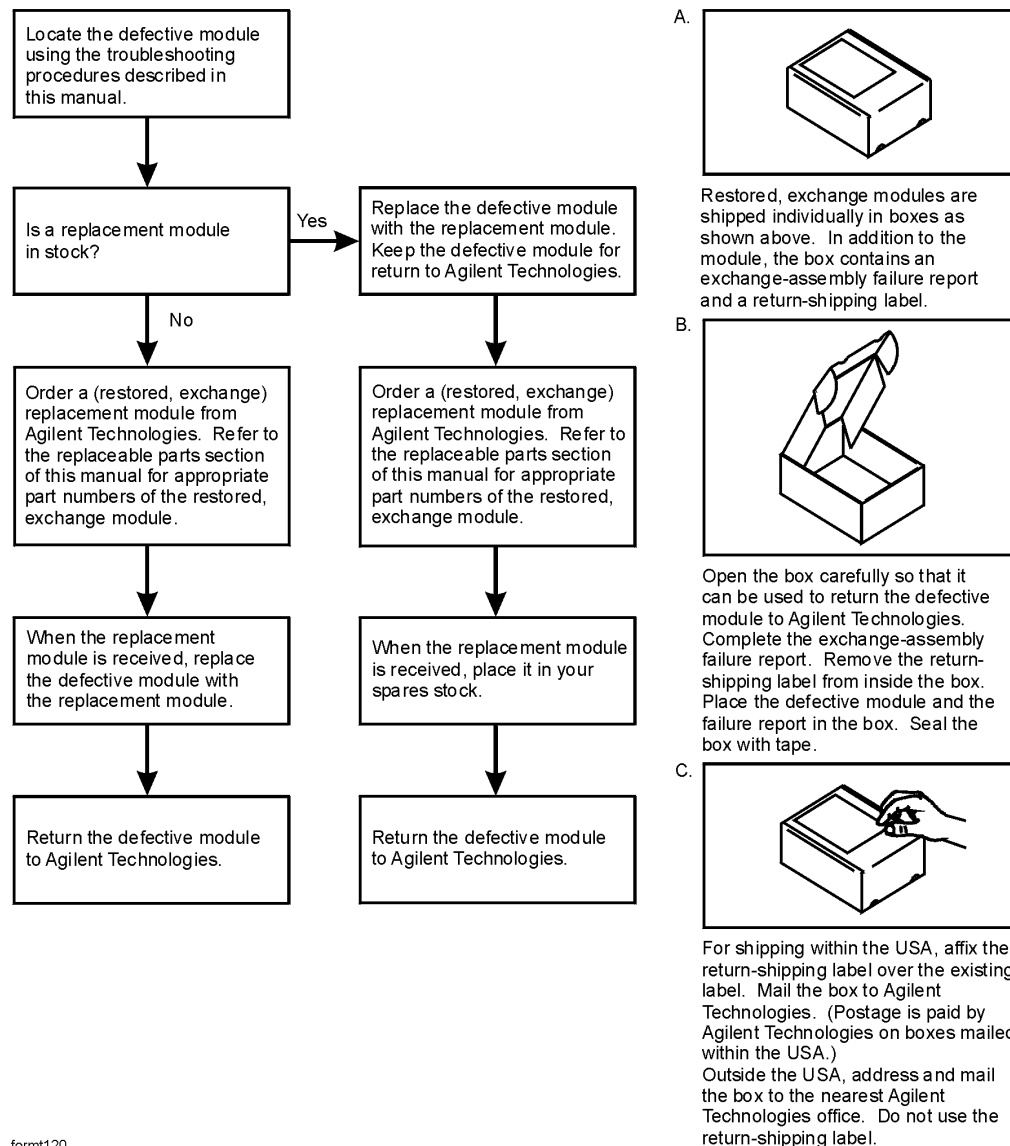 Locate the defective module
using the troubleshooting
procedures described in
this manual.
Is a replacement module
in stock?
Yes
Replace the defective module
with the replacement module.
Keep the defective module for
return to Agilent Technologies.
No
Order a (restored, exchange)
replacement module from
Agilent Technologies. Refer to
the replaceable parts section
of this manual for appropriate
part numbers of the restored,
exchange module.
Order a (restored, exchange)
replacement module from
Agilent Technologies. Refer to
the replaceable parts section
of this manual for appropriate
part numbers of the restored,
exchange module.
When the replacement
module is received, replace
the defective module with
the replacement module.
When the replacement module
is received, place it in your
spares stock.
Return the defective module
to Agilent Technologies.
Return the defective module
to Agilent Technologies.
A.
Restored, exchange modules are
shipped individually in boxes as
shown above. In addition to the
module, the box contains an
exchange-assembly failure report
and a return-shipping label.
B.
Open the box carefully so that it
can be used to return the defective
module to Agilent Technologies.
Complete the exchange-assembly
failure report. Remove the return-
shipping label from inside the box.
Place the defective module and the
failure report in the box. Seal the
box with tape.
C.
For shipping within the USA, affix the
return-shipping label over the existing
label. Mail the box to Agilent
Technologies. (Postage is paid by
Agilent Technologies on boxes mailed
within the USA.)
Outside the USA, address and mail
the box to the nearest Agilent
Technologies office. Do not use the
return-shipping label.